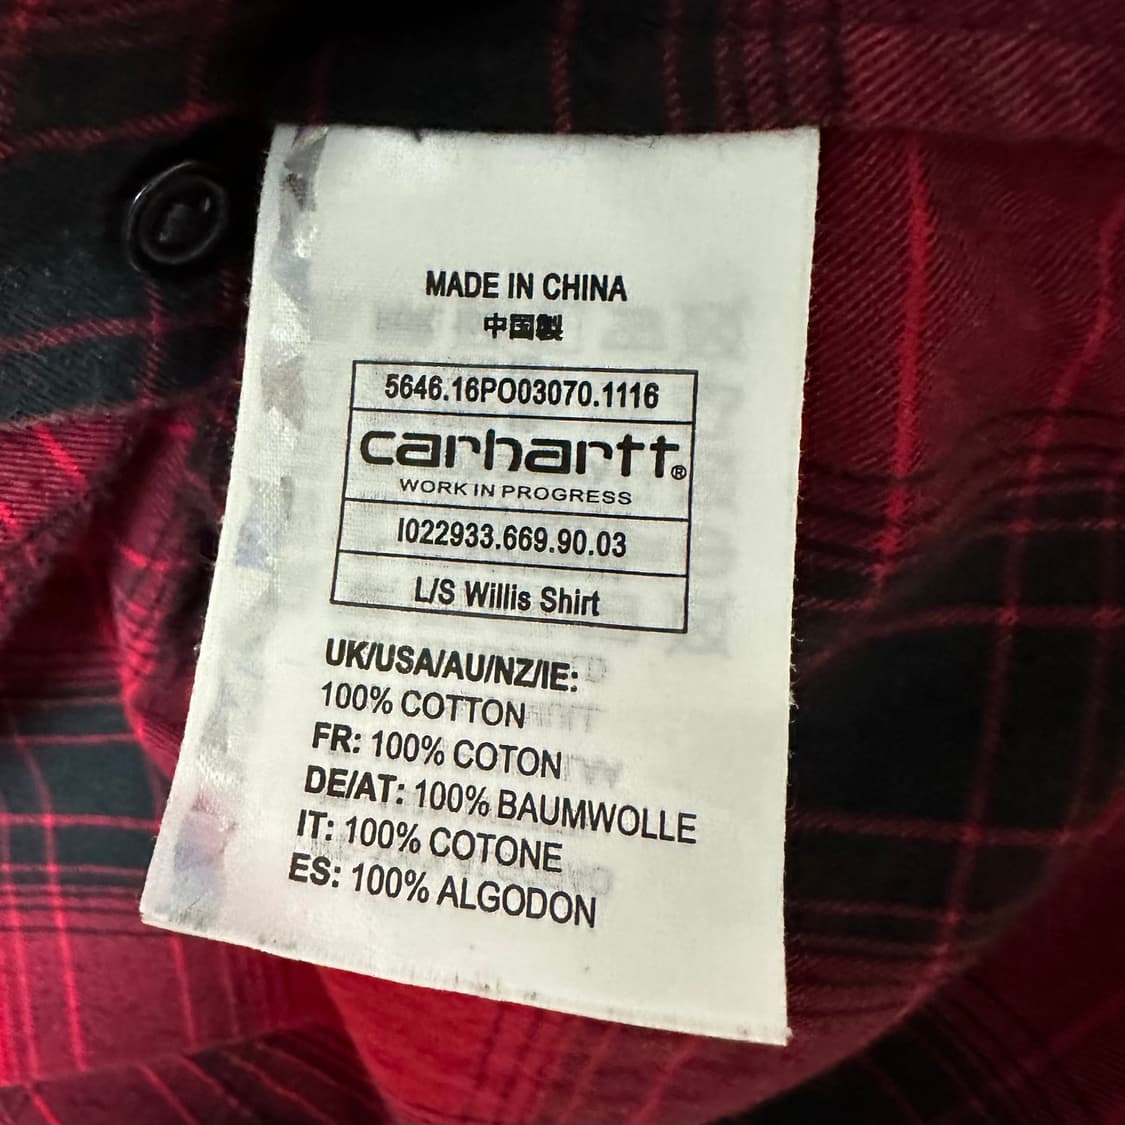 MADE IN CHINA
中国製
5646.16PO03070.1116
carhartt®
WORK IN PROGRESS
I022933.669.90.03
L/S Willis Shirt
UK/USA/AU/NZ/IE:
100% COTTON
FR: 100% COTON
DE/AT: 100% BAUMWOLLE
IT: 100% COTONE
ES: 100% ALGODON